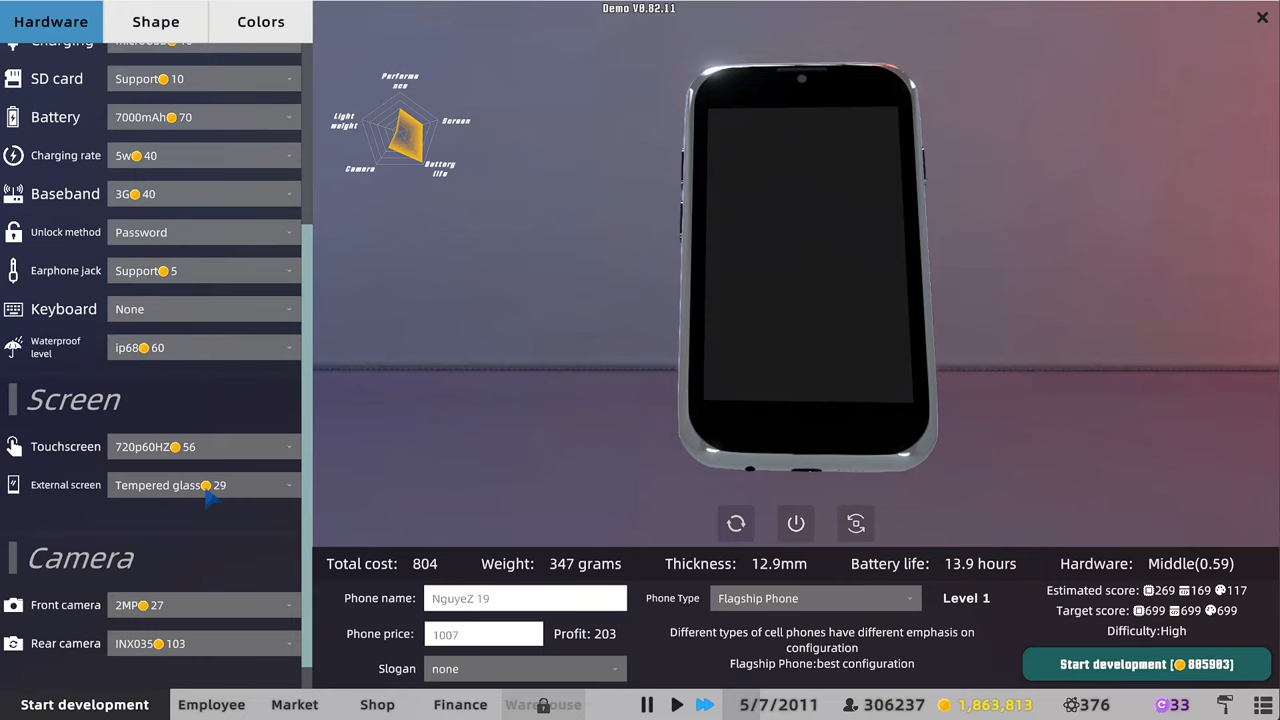 Demo V0.82.11
Hardware
Shape
Colors
SD card Support 10
Battery 7000mAh 70
Charging rate 5w 40
Baseband 3G 40
Unlock method Password
Earphone jack Support 5
Keyboard None
Waterproof
level
ip68 60
Screen
Touchscreen 720p60HZ 56
External screen Tempered glass 29
Camera
Front camera 2MP 27
Rear camera INX035 103
Performa
nce
Light
weight
Screen
Camera
Battery
life
Total cost: 804 Weight: 347 grams Thickness: 12.9mm Battery life: 13.9 hours Hardware: Middle(0.59)
Phone name: NguyeZ 19
Phone Type Flagship Phone Level 1
Phone price: 1007 Profit: 203
Slogan none
Different types of cell phones have different emphasis on
configuration
Flagship Phone:best configuration
Estimated score: 269 169 117
Target score: 699 699 699
Difficulty:High
Start development [ 805903]
Start development Employee Market Shop Finance Warehouse 5/7/2011 306237 1,863,813 376 33